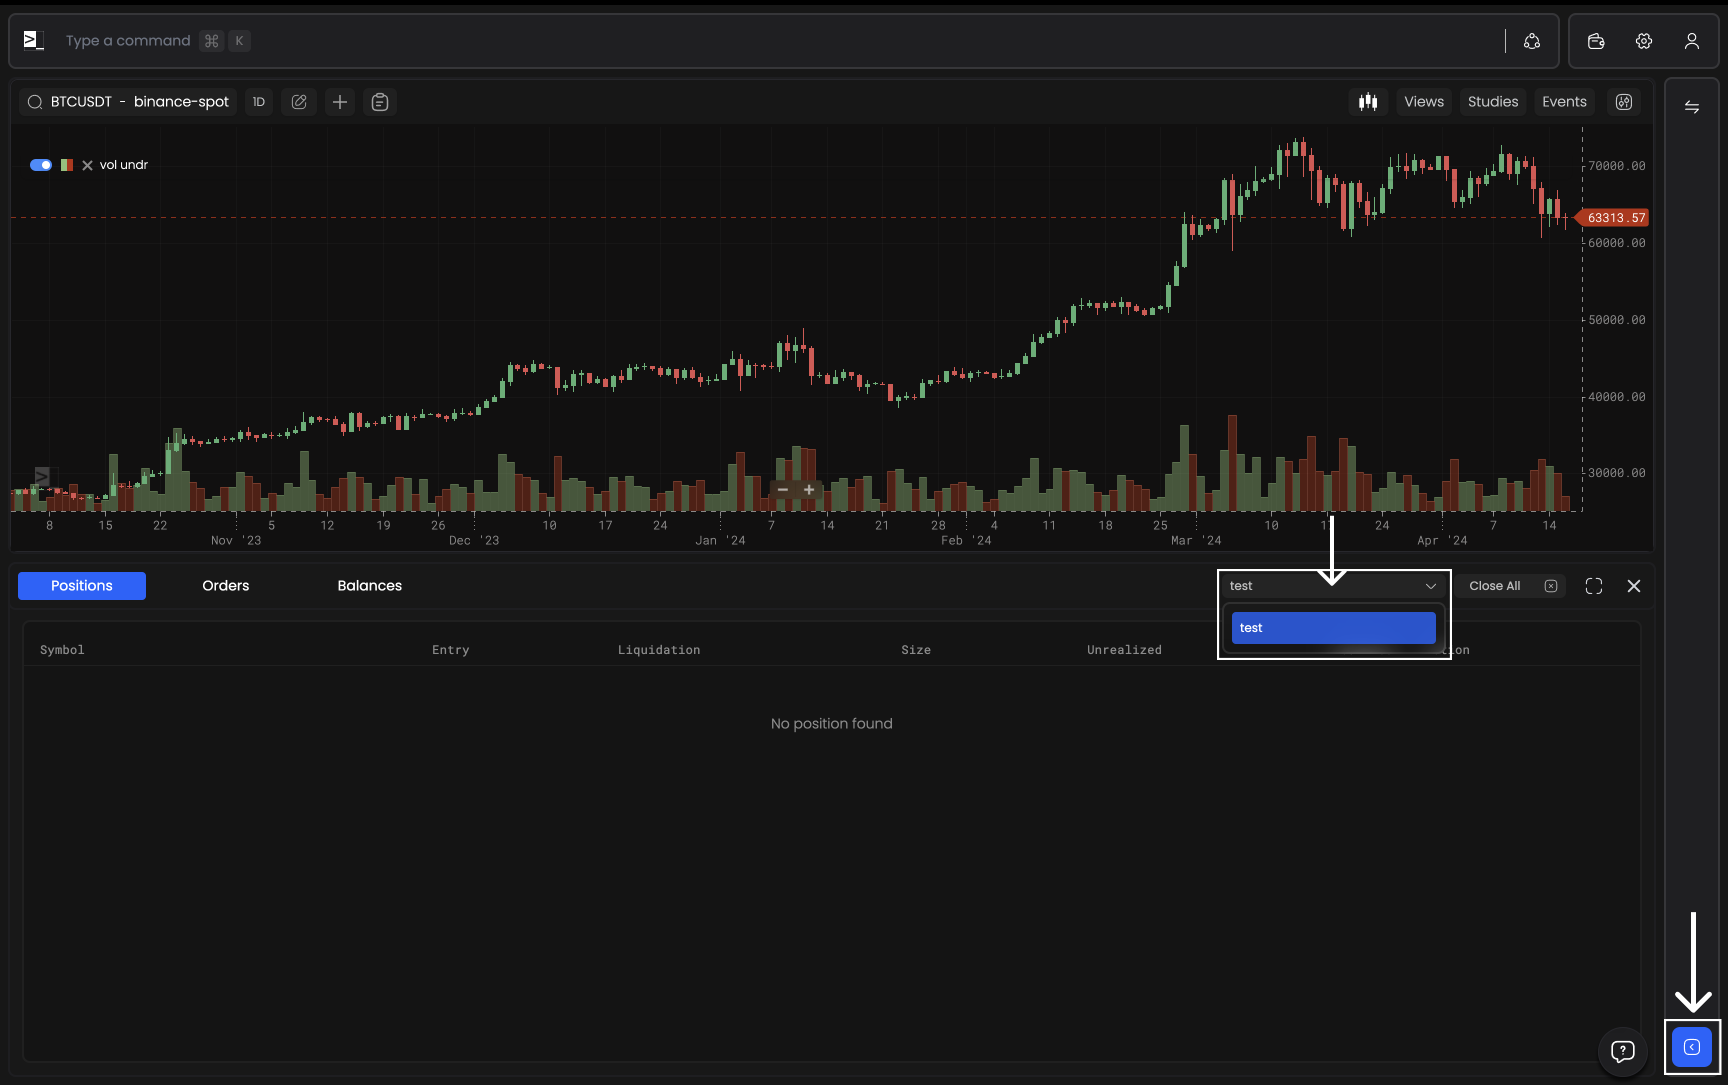 Type a command ⌘ K
BTCUSDT - binance-spot 1D
Views Studies Events
vol undr
70000.00
63313.57
60000.00
50000.00
40000.00
30000.00
8 15 22 5 12 19 26 10 17 24 7 14 21 28 4 11 18 25 10 24 7 14
Nov '23 Dec '23 Jan '24 Feb '24 Mar '24 Apr '24
Positions Orders Balances test Close All
test
Symbol Entry Liquidation Size Unrealized
No position found